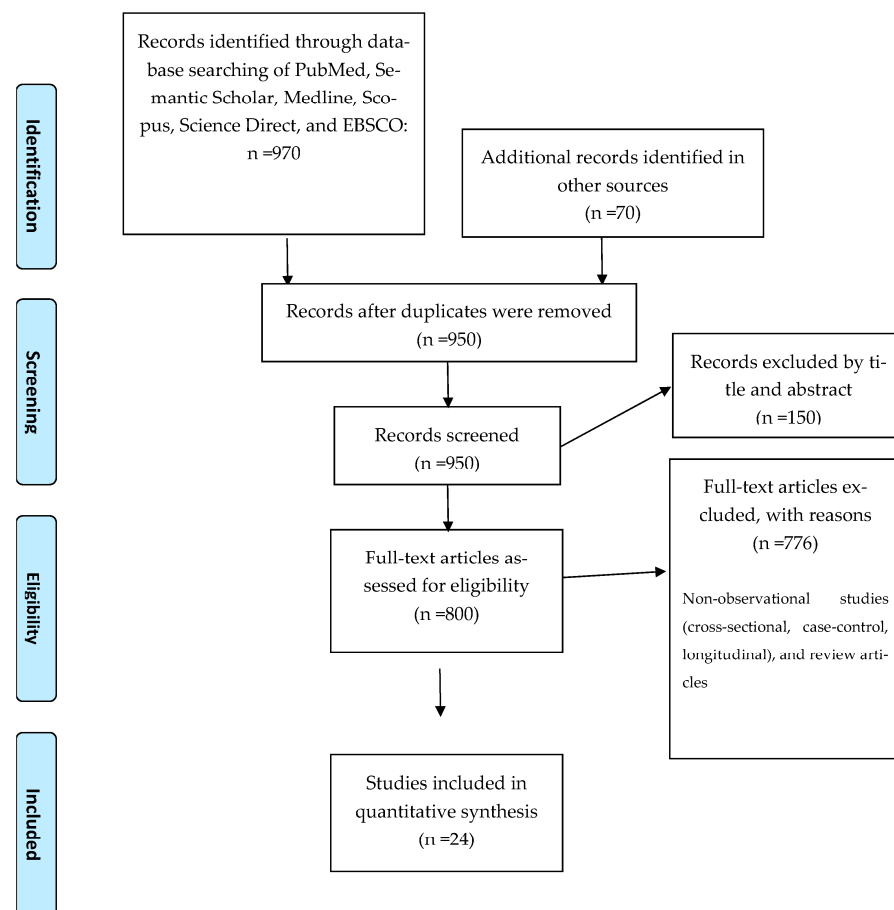 Identification
Records identified through data-
base searching of PubMed, Se-
mantic Scholar, Medline, Sco-
pus, Science Direct, and EBSCO:
n =970
Additional records identified in
other sources
(n =70)
Records after duplicates were removed
(n =950)
Screening
Records screened
(n =950)
Records excluded by ti-
tle and abstract
(n =150)
Eligibility
Full-text articles as-
sessed for eligibility
(n =800)
Full-text articles ex-
cluded, with reasons
(n =776)
Non-observational studies
(cross-sectional, case-control,
longitudinal), and review arti-
cles
Included
Studies included in
quantitative synthesis
(n =24)